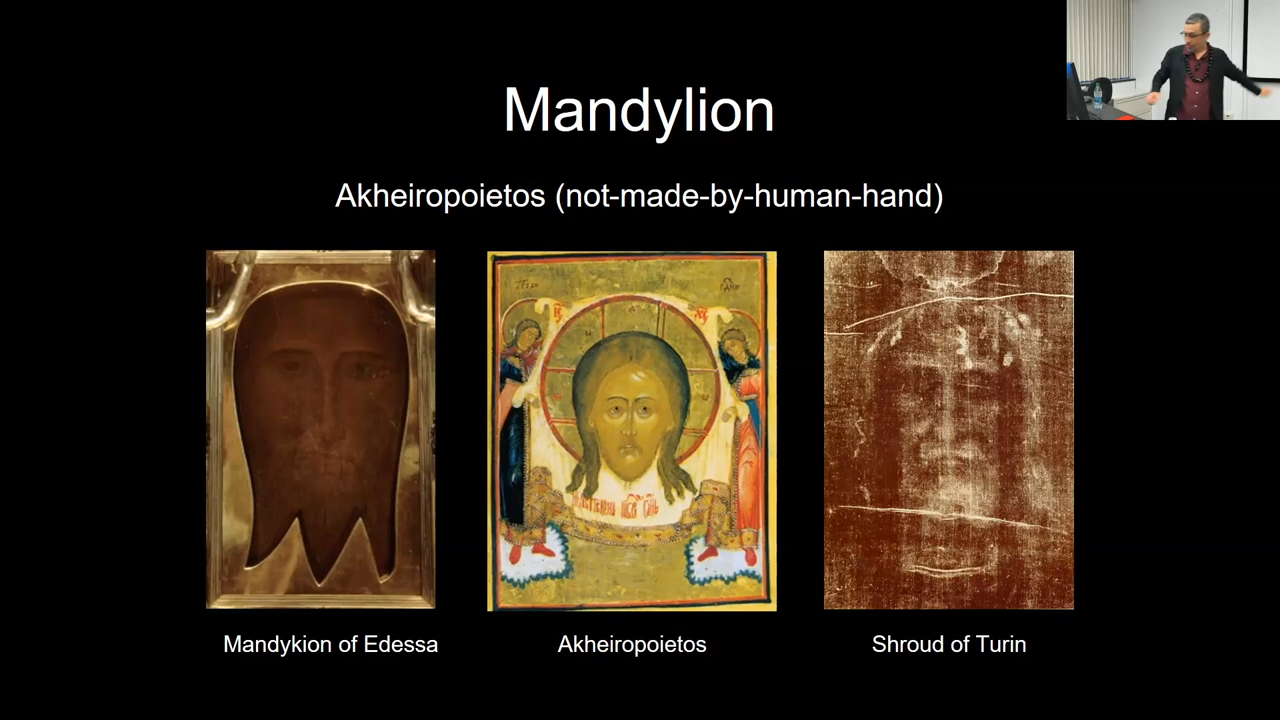 Mandylion
Akheiropoietos (not-made-by-human-hand)
Mandykion of Edessa
Akheiropoietos
Shroud of Turin